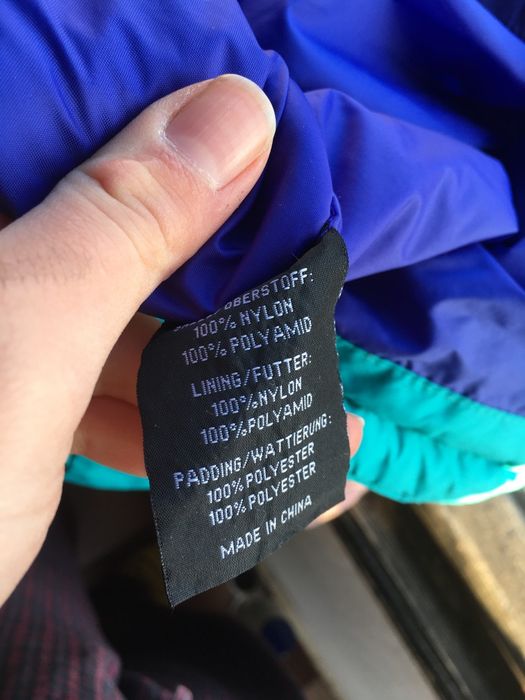 OBERSTOFF:
100% NYLON
100% POLYAMID
LINING/FUTTER:
100%NYLON
100%POLYAMID
PADDING/WATTIERUNG:
100% POLYESTER
100% POLYESTER
MADE IN CHINA